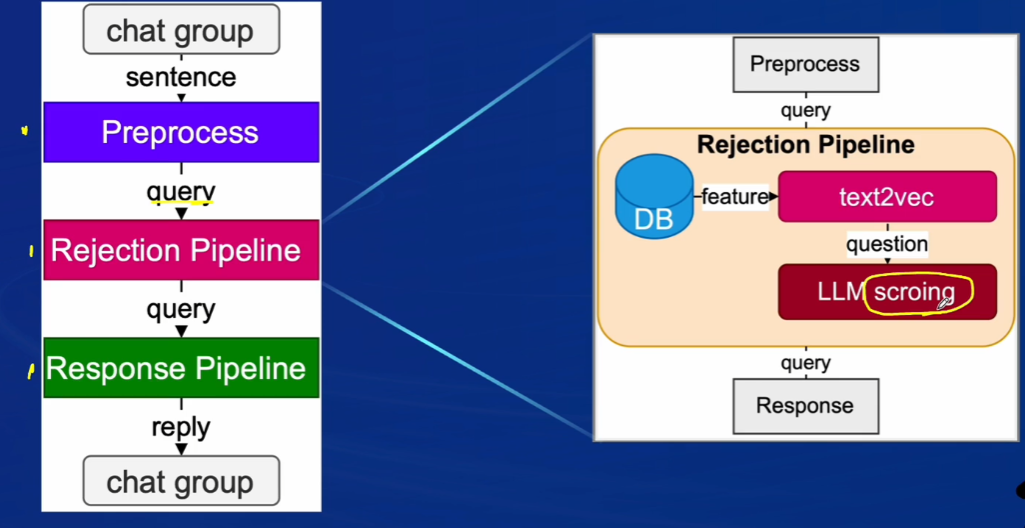 chat group
sentence
Preprocess
query
Rejection Pipeline
query
Response Pipeline
reply
chat group
Preprocess
query
Rejection Pipeline
DB
feature
text2vec
question
LLM scroing
query
Response